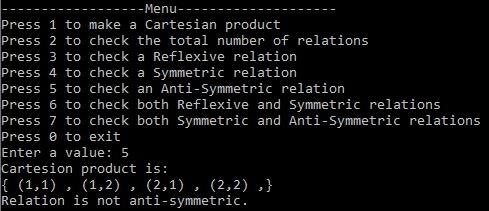 -----------------Menu-------------------
Press 1 to make a Cartesian product
Press 2 to check the total number of relations
Press 3 to check a Reflexive relation
Press 4 to check a Symmetric relation
Press 5 to check an Anti-Symmetric relation
Press 6 to check both Reflexive and Symmetric relations
Press 7 to check both Symmetric and Anti-Symmetric relations
Press 0 to exit
Enter a value: 5
Cartesion product is:
{ (1,1) , (1,2) , (2,1) , (2,2) ,}
Relation is not anti-symmetric.